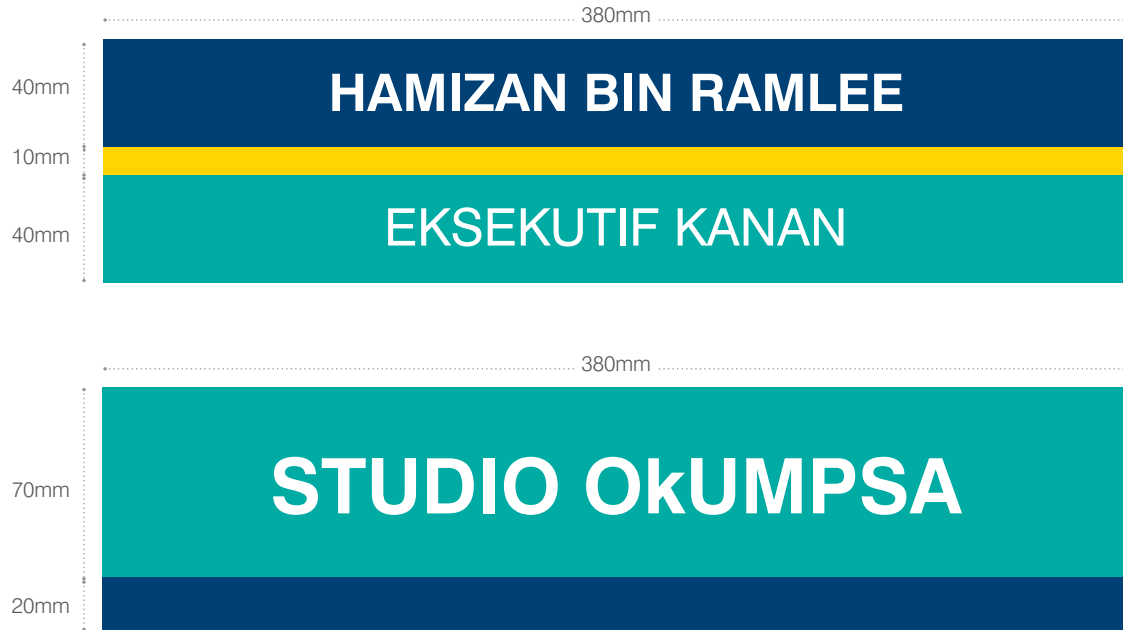 380mm
40mm
HAMIZAN BIN RAMLEE
10mm
40mm
EKSEKUTIF KANAN
380mm
70mm
STUDIO OkUMPSA
20mm